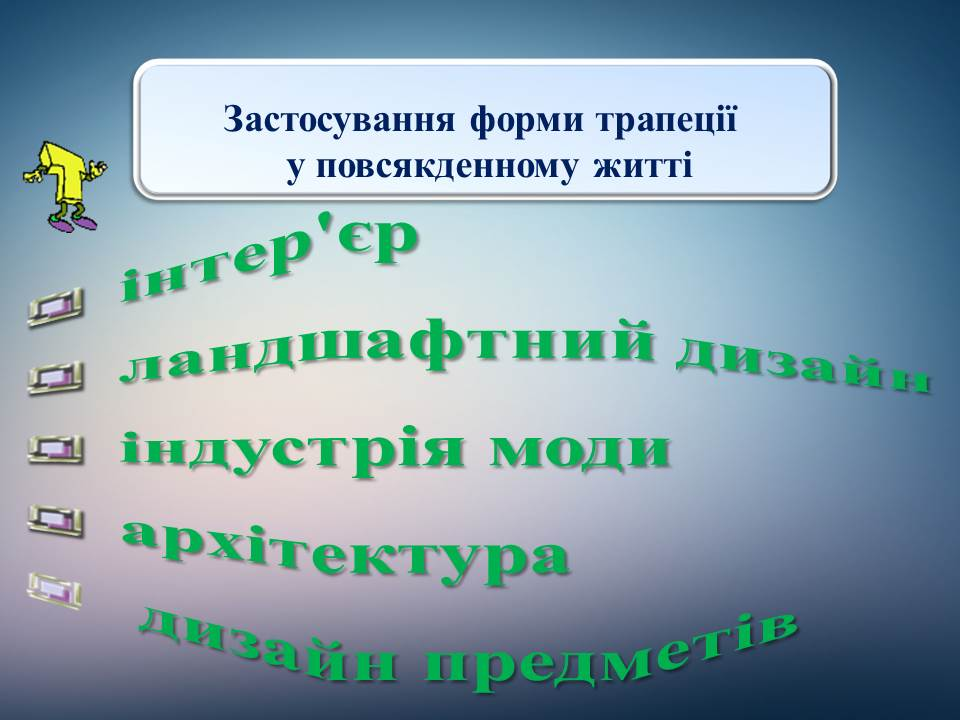 Застосування форми трапеції
у повсякденному житті
інтер'єр
ландшафтний дизайн
індустрія моди
архітектура
дизайн предметів